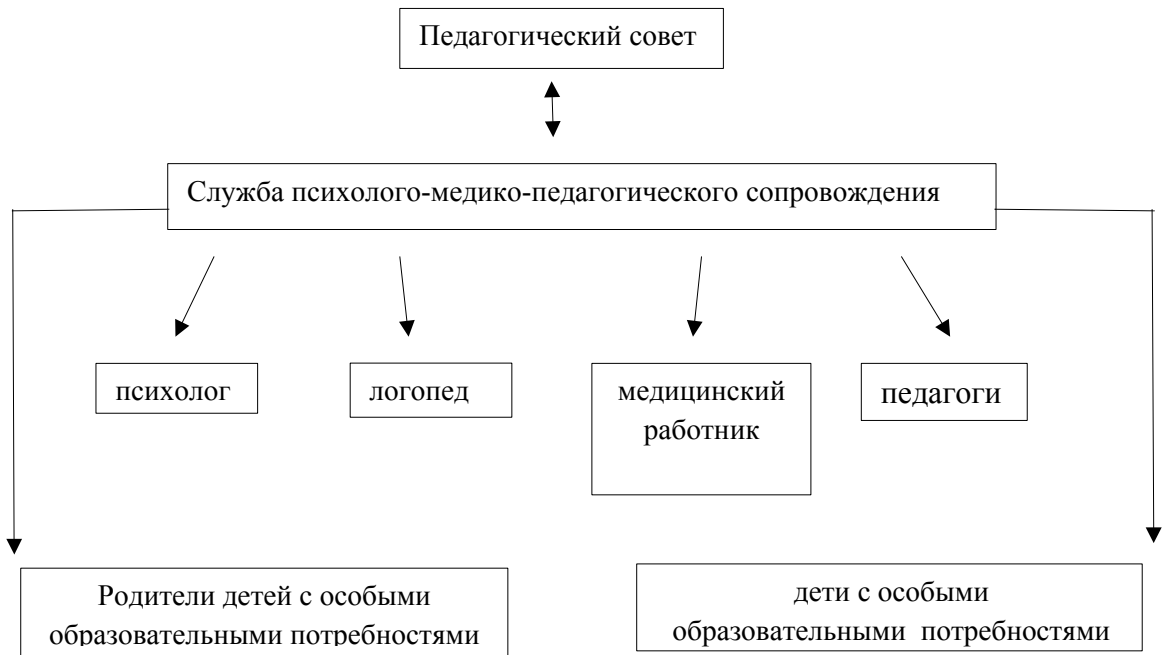 Педагогический совет
Служба психолого-медико-педагогического сопровождения
психолог
логопед
медицинский
работник
педагоги
Родители детей с особыми
образовательными потребностями
дети с особыми
образовательными потребностями